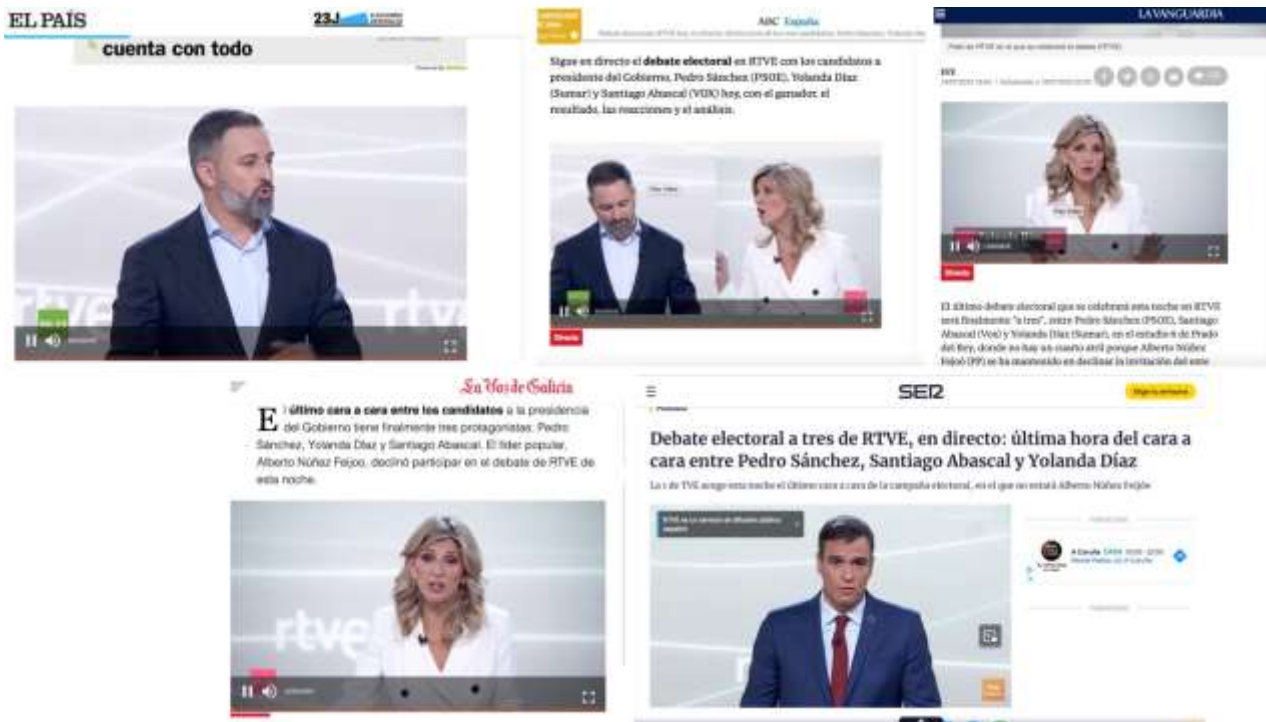 EL PAÍS
23J
cuenta con todo
ABC España
Sigue en directo el debate electoral en RTVE con los candidatos a
presidente del Gobierno, Pedro Sánchez (PSOE), Yolanda Díaz
(Sumar) y Santiago Abascal (VOX) hoy, con el ganador, el
resultado, las reacciones y el análisis.
Directo
LA VANGUARDIA
Directo
El último debate electoral que se celebrará esta noche en RTVE
será finalmente "a tres", entre Pedro Sánchez (PSOE), Santiago
Abascal (Vox) y Yolanda Díaz (Sumar), en el estudio 6 de Prado
del Rey, donde no hay un cuarto atril porque Alberto Núñez
Feijóo (PP) se ha mantenido en declinar la invitación del ente
rtve
rtve
La Voz de Galicia
El último cara a cara entre los candidatos a la presidencia
del Gobierno tiene finalmente tres protagonistas: Pedro
Sánchez, Yolanda Díaz y Santiago Abascal. El líder popular,
Alberto Núñez Feijoo, declinó participar en el debate de RTVE de
esta noche.
rtve
SER
Debate electoral a tres de RTVE, en directo: última hora del cara a
cara entre Pedro Sánchez, Santiago Abascal y Yolanda Díaz
La 1 de TVE acoge esta noche el último cara a cara de la campaña electoral, en el que no estará Alberto Núñez Feijóo